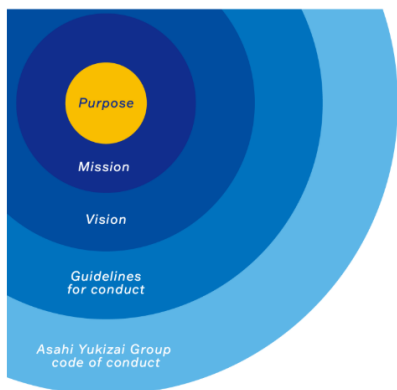 Purpose
Mission
Vision
Guidelines
for conduct
Asahi Yukizai Group
code of conduct